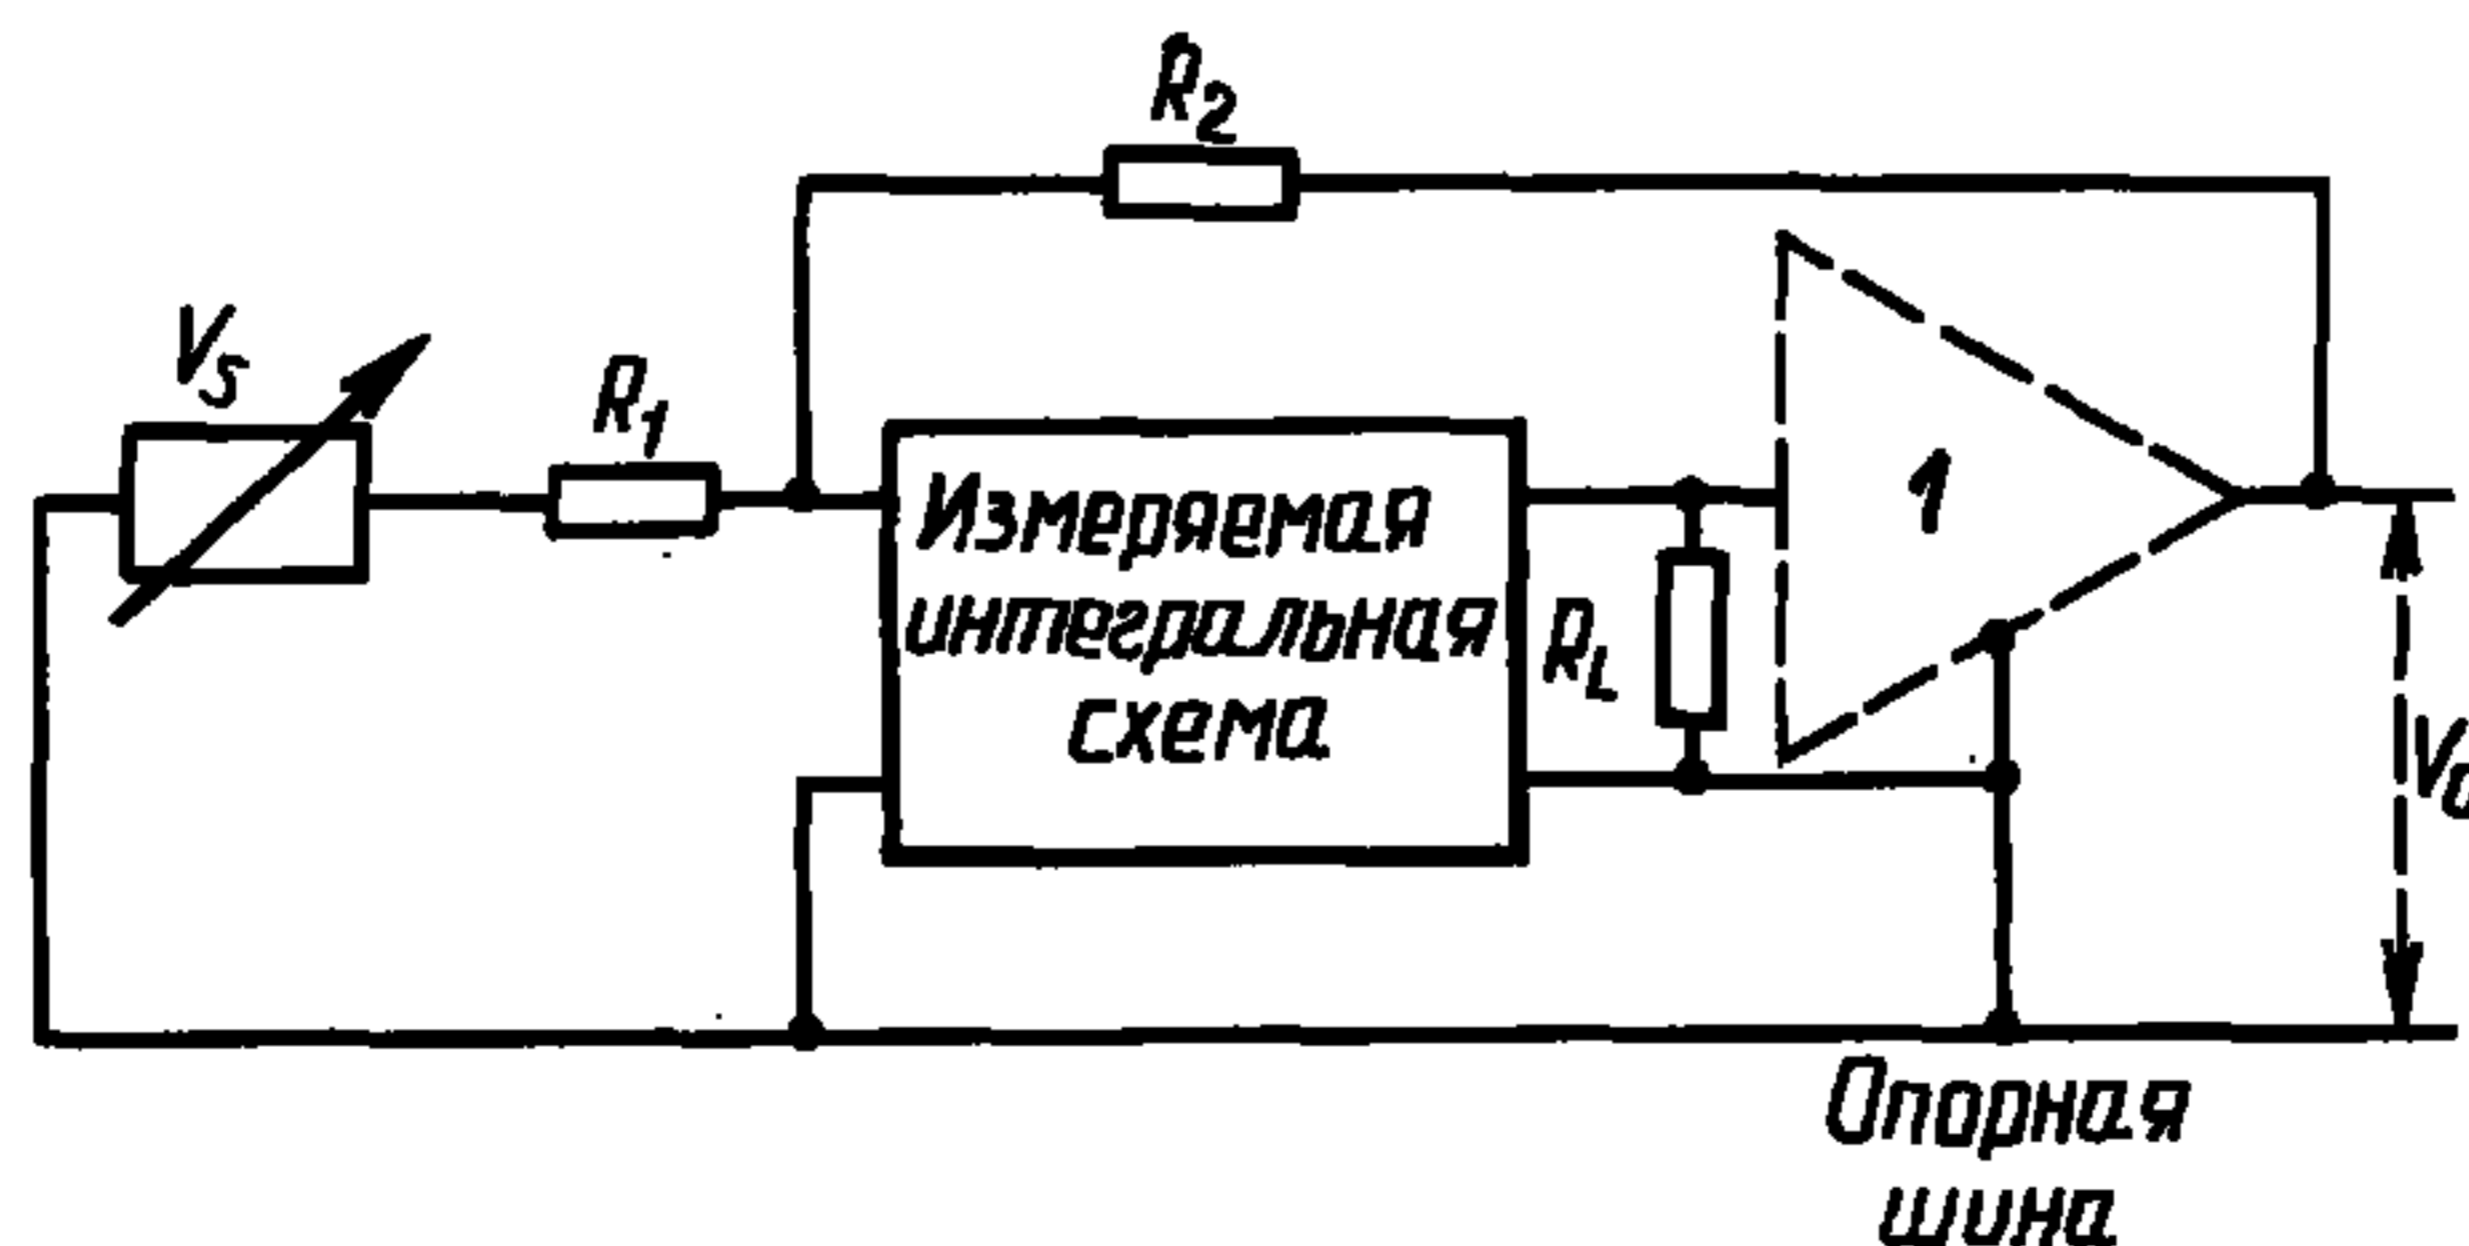 R2
VS
R1
Измеряемая
интегральная
схема
RL
1
Опорная
шина